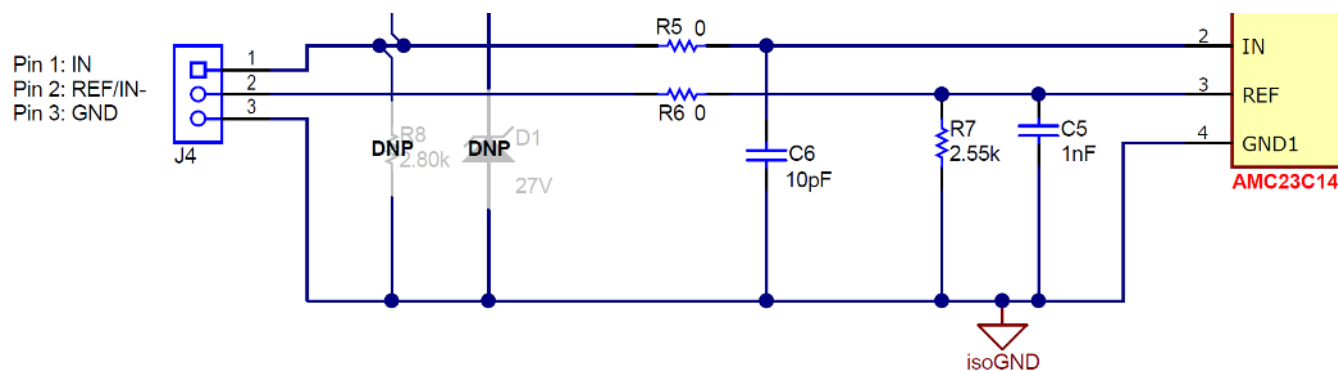 R5 0
Pin 1: IN
Pin 2: REF/IN-
Pin 3: GND
1
2
3
J4
R6 0
DNP
R8
2.80k
DNP
D1
27V
C6
10pF
R7
2.55k
C5
1nF
2
IN
3
REF
4
GND1
AMC23C14
isoGND